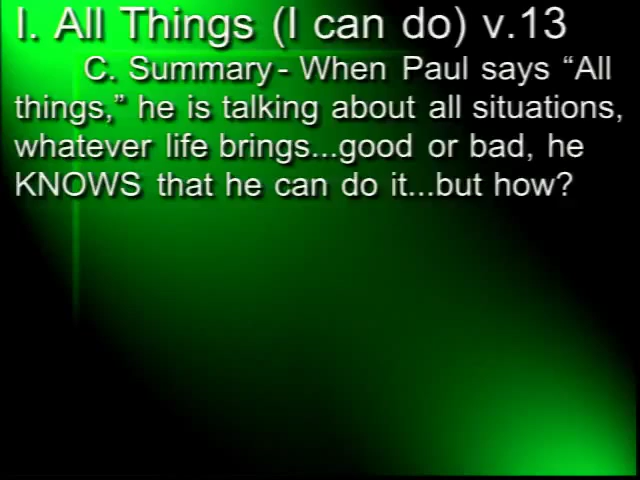 I. All Things (I can do) v.13
C. Summary - When Paul says “All
things,” he is talking about all situations,
whatever life brings...good or bad, he
KNOWS that he can do it...but how?